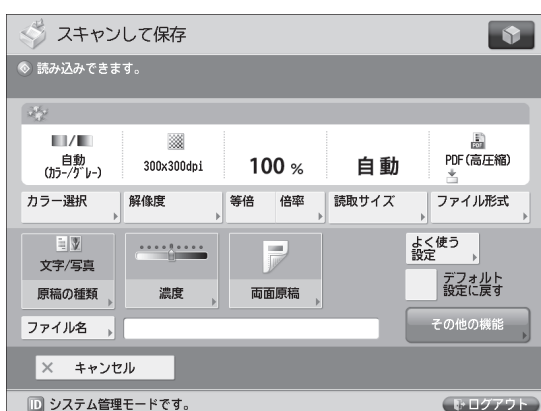 スキャンして保存
読み込みできます。
自動
(カラー/グレー)
300x300dpi
100 %
自動
PDF
PDF(高圧縮)
カラー選択
解像度
等倍
倍率
読取サイズ
ファイル形式
文字/写真
原稿の種類
濃度
両面原稿
よく使う
設定
デフォルト
設定に戻す
ファイル名
その他の機能
× キャンセル
ID システム管理モードです。
ログアウト